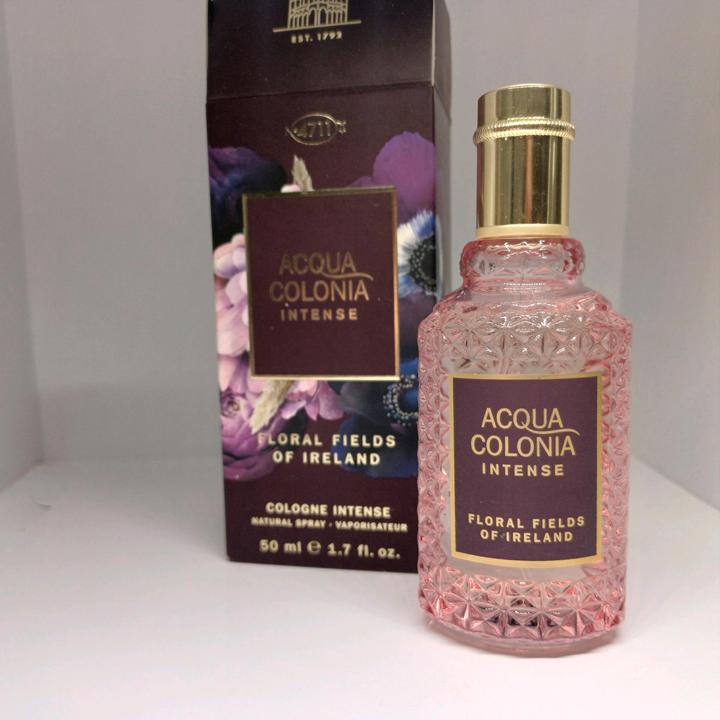 EST. 1792
4711
ACQUA
COLONIA
INTENSE
FLORAL FIELDS
OF IRELAND
COLOGNE INTENSE
NATURAL SPRAY · VAPORISATEUR
50 ml ℮ 1.7 fl. oz.
ACQUA
COLONIA
INTENSE
FLORAL FIELDS
OF IRELAND